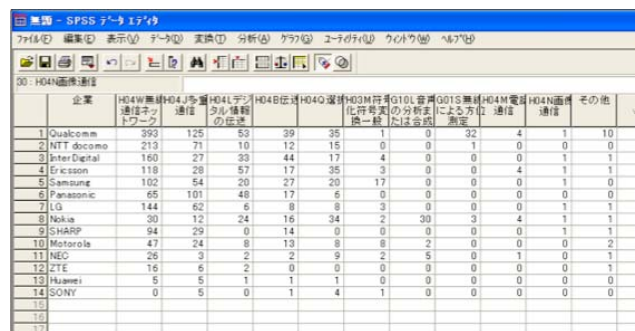 無題 - SPSS データ エディタ
ファイル(F) 編集(E) 表示(V) データ(D) 変換(T) 分析(A) グラフ(G) ユーティリティ(U) ウィンドウ(W) ヘルプ(H)
30 : H04N画像通信
企業 H04W無線通信ネットワーク H04J多重通信 H04Lデジタル情報の伝送 H04B伝送 H04Q選択 H03M符号化符号変換一般 G10L音声の分析または合成 G01S無線による方位測定 H04M電話通信 H04N画像通信 その他
1 Qualcomm 393 125 53 39 35 1 0 32 4 1 10
2 NTT docomo 213 71 10 12 15 0 0 1 0 0 0
3 InterDigital 160 27 33 44 17 4 0 0 0 1 1
4 Ericsson 118 28 57 17 35 3 0 0 4 1 1
5 Samsung 102 54 20 27 20 17 0 0 0 1 0
6 Panasonic 65 101 48 17 6 0 0 0 0 1 0
7 LG 144 62 6 8 8 3 0 0 0 1 1
8 Nokia 30 12 24 16 34 2 30 3 4 1 1
9 SHARP 94 29 0 14 0 0 0 0 0 1 0
10 Motorola 47 24 8 13 8 8 2 0 0 0 2
11 NEC 26 3 2 2 9 2 5 0 1 0 1
12 ZTE 16 6 2 0 0 0 0 0 0 0 1
13 Huawei 5 5 1 1 1 0 0 0 0 0 0
14 SONY 0 5 0 1 4 1 0 0 0 0 0
15
16
17